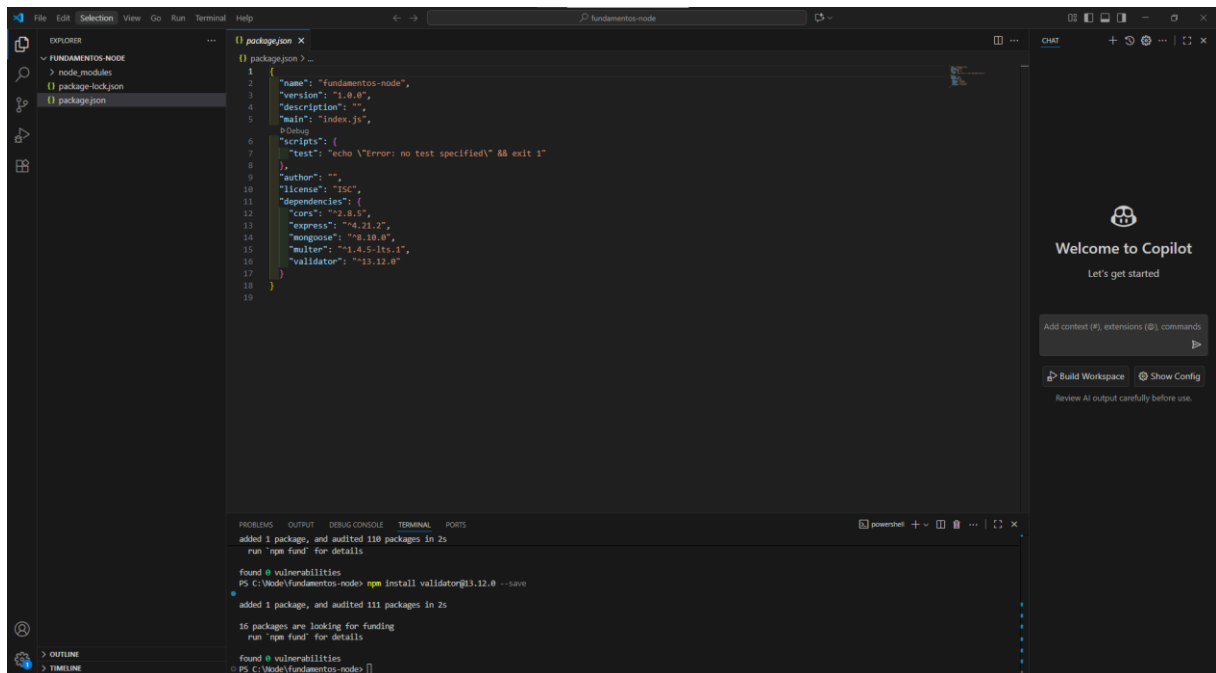 File Edit Selection View Go Run Terminal Help
fundamentos-node
EXPLORER
FUNDAMENTOS-NODE
node_modules
{} package-lock.json
{} package.json
OUTLINE
TIMELINE
{} package.json
{} package.json > ...
1 {
2 "name": "fundamentos-node",
3 "version": "1.0.0",
4 "description": "",
5 "main": "index.js",
Debug
6 "scripts": {
7 "test": "echo \"Error: no test specified\" && exit 1"
8 },
9 "author": "",
10 "license": "ISC",
11 "dependencies": {
12 "cors": "^2.8.5",
13 "express": "^4.21.2",
14 "mongoose": "^8.10.0",
15 "multer": "^1.4.5-lts.1",
16 "validator": "^13.12.0"
17 }
18 }
19
PROBLEMS OUTPUT DEBUG CONSOLE TERMINAL PORTS
powershell
added 1 package, and audited 110 packages in 2s
run `npm fund` for details
found 0 vulnerabilities
PS C:\Node\fundamentos-node> npm install validator@13.12.0 --save
added 1 package, and audited 111 packages in 2s
16 packages are looking for funding
run `npm fund` for details
found 0 vulnerabilities
PS C:\Node\fundamentos-node>
CHAT
Welcome to Copilot
Let's get started
Add context (#), extensions (@), commands
Build Workspace
Show Config
Review AI output carefully before use.
1